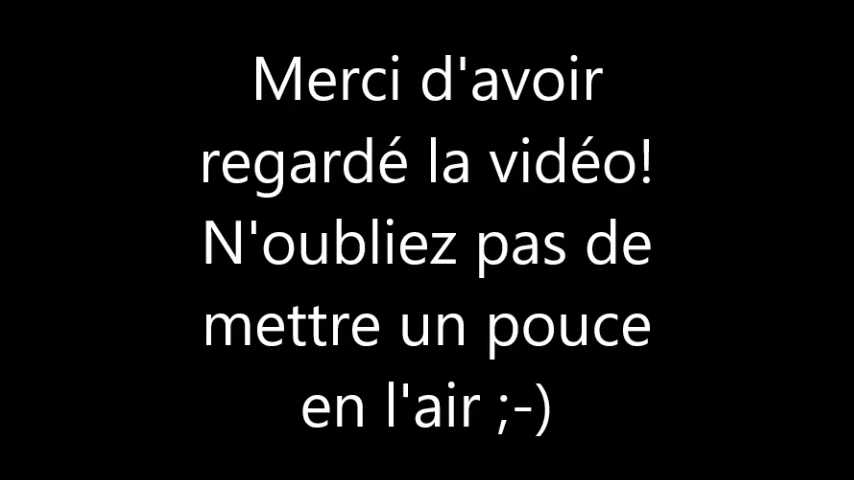 Merci d'avoir
regardé la vidéo!
N'oubliez pas de
mettre un pouce
en l'air ;-)